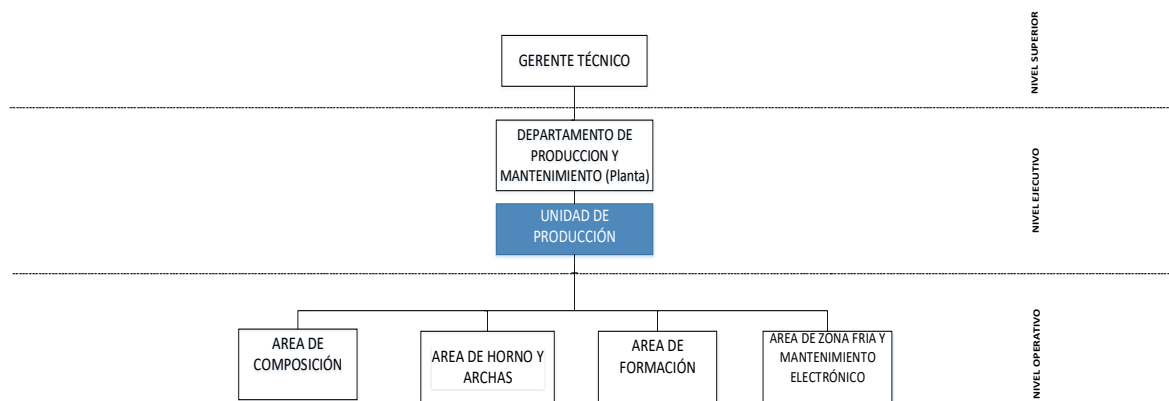 GERENTE TÉCNICO
NIVEL SUPERIOR
DEPARTAMENTO DE
PRODUCCION Y
MANTENIMIENTO (Planta)
UNIDAD DE
PRODUCCIÓN
NIVEL EJECUTIVO
AREA DE
COMPOSICIÓN
AREA DE HORNO Y
ARCHAS
AREA DE
FORMACIÓN
AREA DE ZONA FRIA Y
MANTENIMIENTO
ELECTRÓNICO
NIVEL OPERATIVO